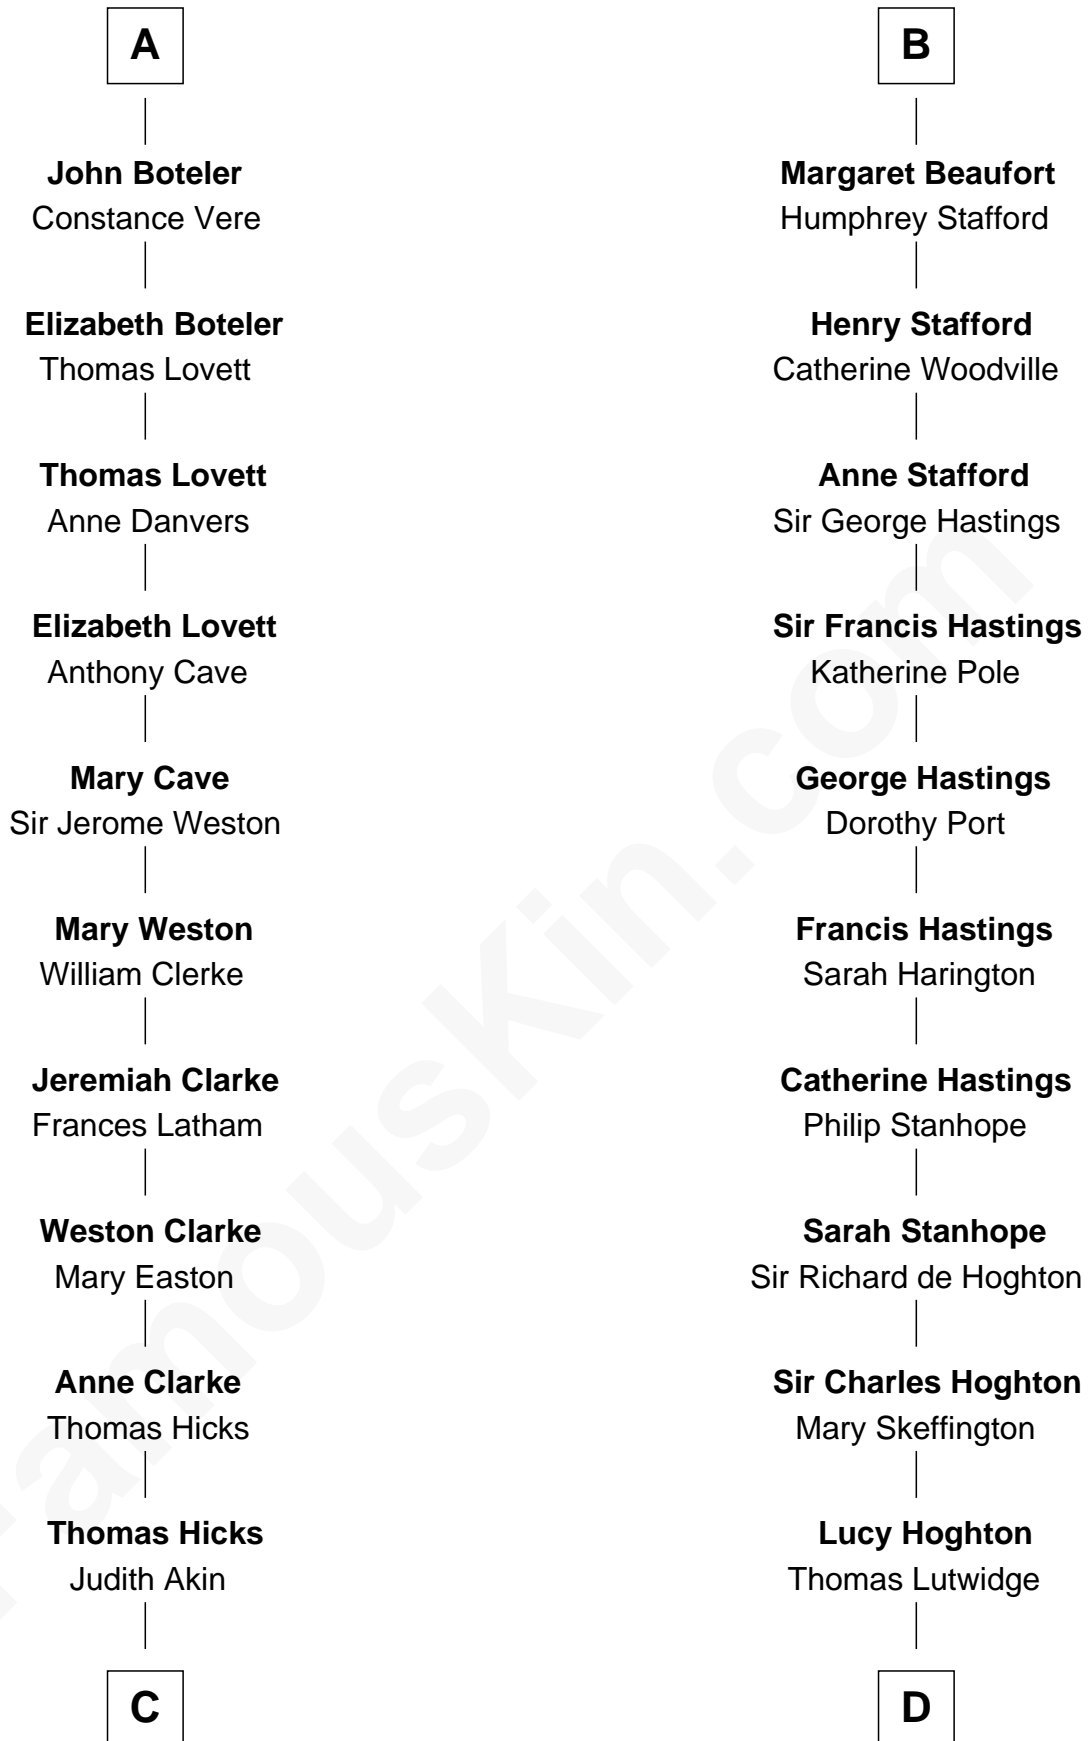 A
John Boteler
Constance Vere
Elizabeth Boteler
Thomas Lovett
Thomas Lovett
Anne Danvers
Elizabeth Lovett
Anthony Cave
Mary Cave
Sir Jerome Weston
Mary Weston
William Clerke
Jeremiah Clarke
Frances Latham
Weston Clarke
Mary Easton
Anne Clarke
Thomas Hicks
Thomas Hicks
Judith Akin
C
B
Margaret Beaufort
Humphrey Stafford
Henry Stafford
Catherine Woodville
Anne Stafford
Sir George Hastings
Sir Francis Hastings
Katherine Pole
George Hastings
Dorothy Port
Francis Hastings
Sarah Harington
Catherine Hastings
Philip Stanhope
Sarah Stanhope
Sir Richard de Hoghton
Sir Charles Hoghton
Mary Skeffington
Lucy Hoghton
Thomas Lutwidge
D
FamousKin.com